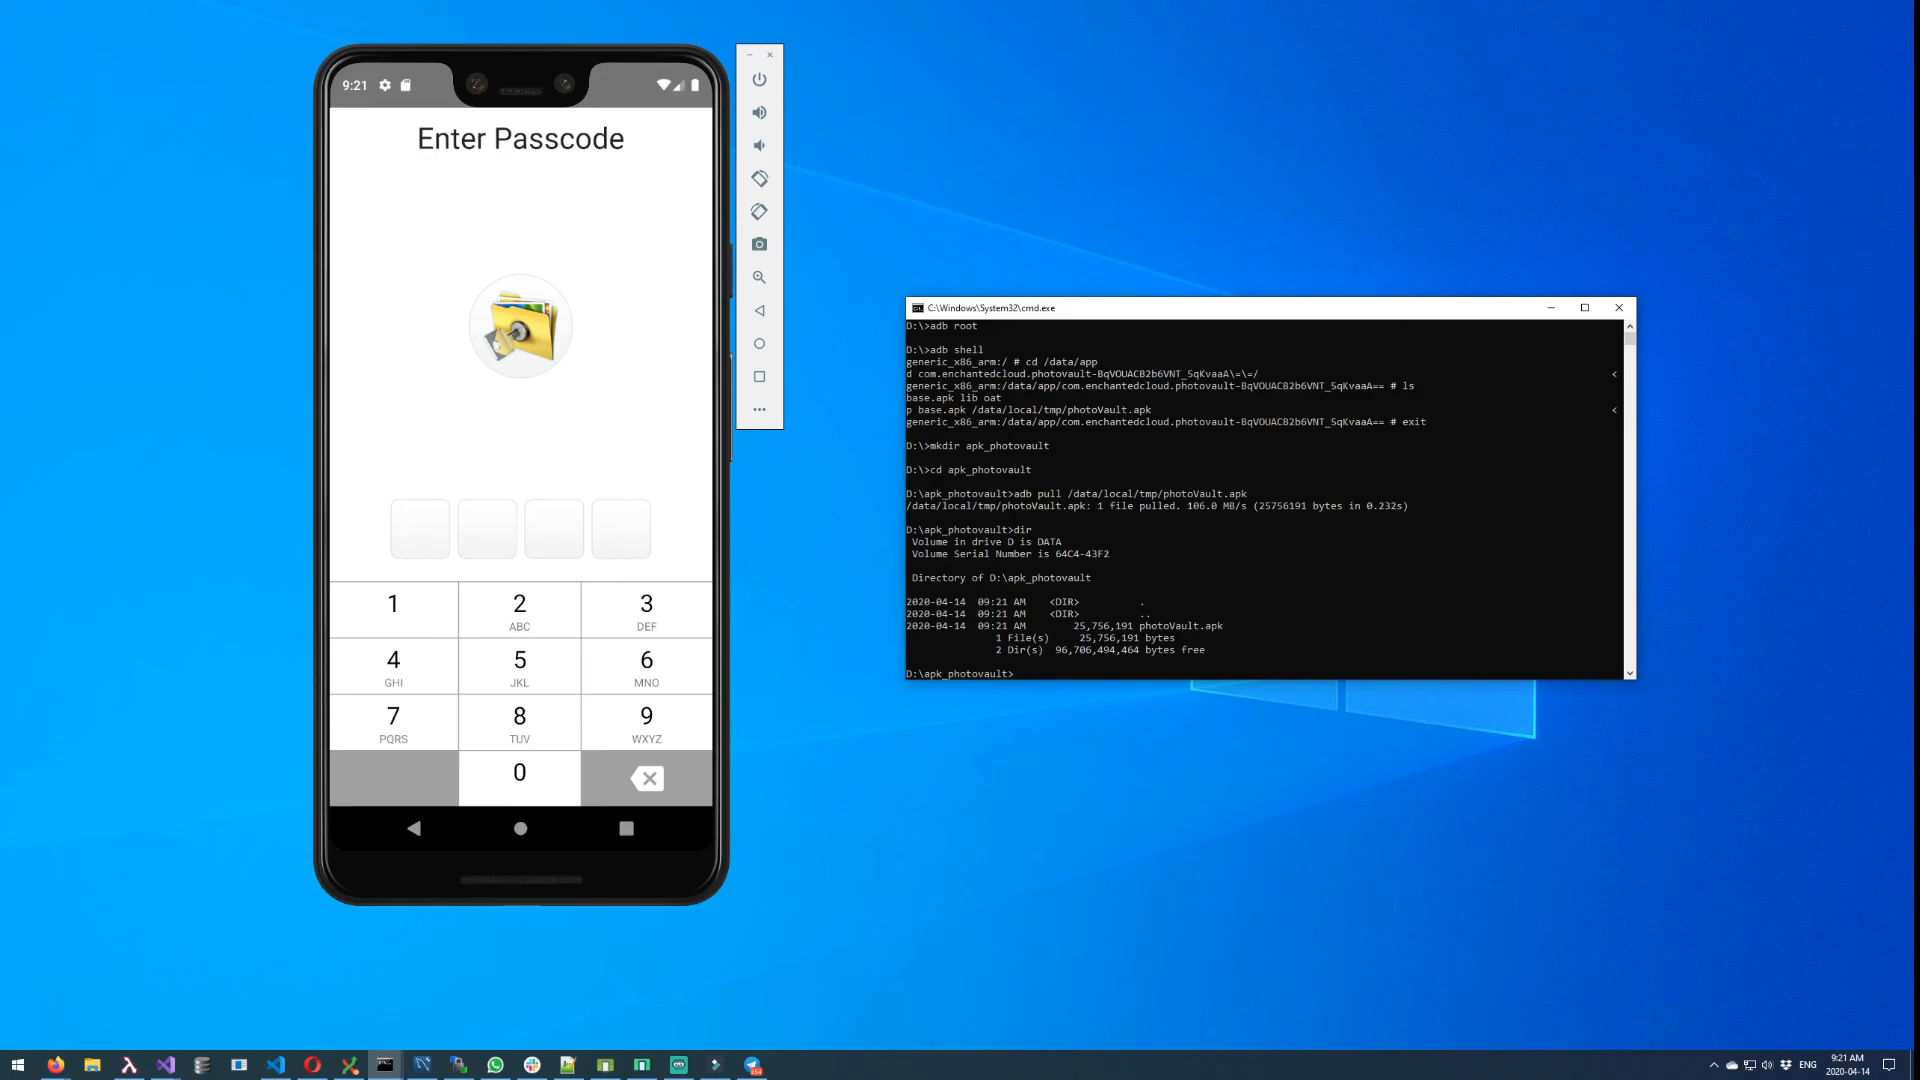 9:21
Enter Passcode
1
2
ABC
3
DEF
4
GHI
5
JKL
6
MNO
7
PQRS
8
TUV
9
WXYZ
0
C:\Windows\System32\cmd.exe
D:\>adb root
D:\>adb shell
generic_x86_arm:/ # cd /data/app
d com.enchantedcloud.photovault-BqVOUACB2b6VNT_5qKvaaA\=\=/ <
generic_x86_arm:/data/app/com.enchantedcloud.photovault-BqVOUACB2b6VNT_5qKvaaA== # ls
base.apk lib oat
p base.apk /data/local/tmp/photoVault.apk <
generic_x86_arm:/data/app/com.enchantedcloud.photovault-BqVOUACB2b6VNT_5qKvaaA== # exit
D:\>mkdir apk_photovault
D:\>cd apk_photovault
D:\apk_photovault>adb pull /data/local/tmp/photoVault.apk
/data/local/tmp/photoVault.apk: 1 file pulled. 106.0 MB/s (25756191 bytes in 0.232s)
D:\apk_photovault>dir
Volume in drive D is DATA
Volume Serial Number is 64C4-43F2
Directory of D:\apk_photovault
2020-04-14 09:21 AM <DIR> .
2020-04-14 09:21 AM <DIR> ..
2020-04-14 09:21 AM 25,756,191 photoVault.apk
1 File(s) 25,756,191 bytes
2 Dir(s) 96,706,494,464 bytes free
D:\apk_photovault>
ENG
9:21 AM
2020-04-14